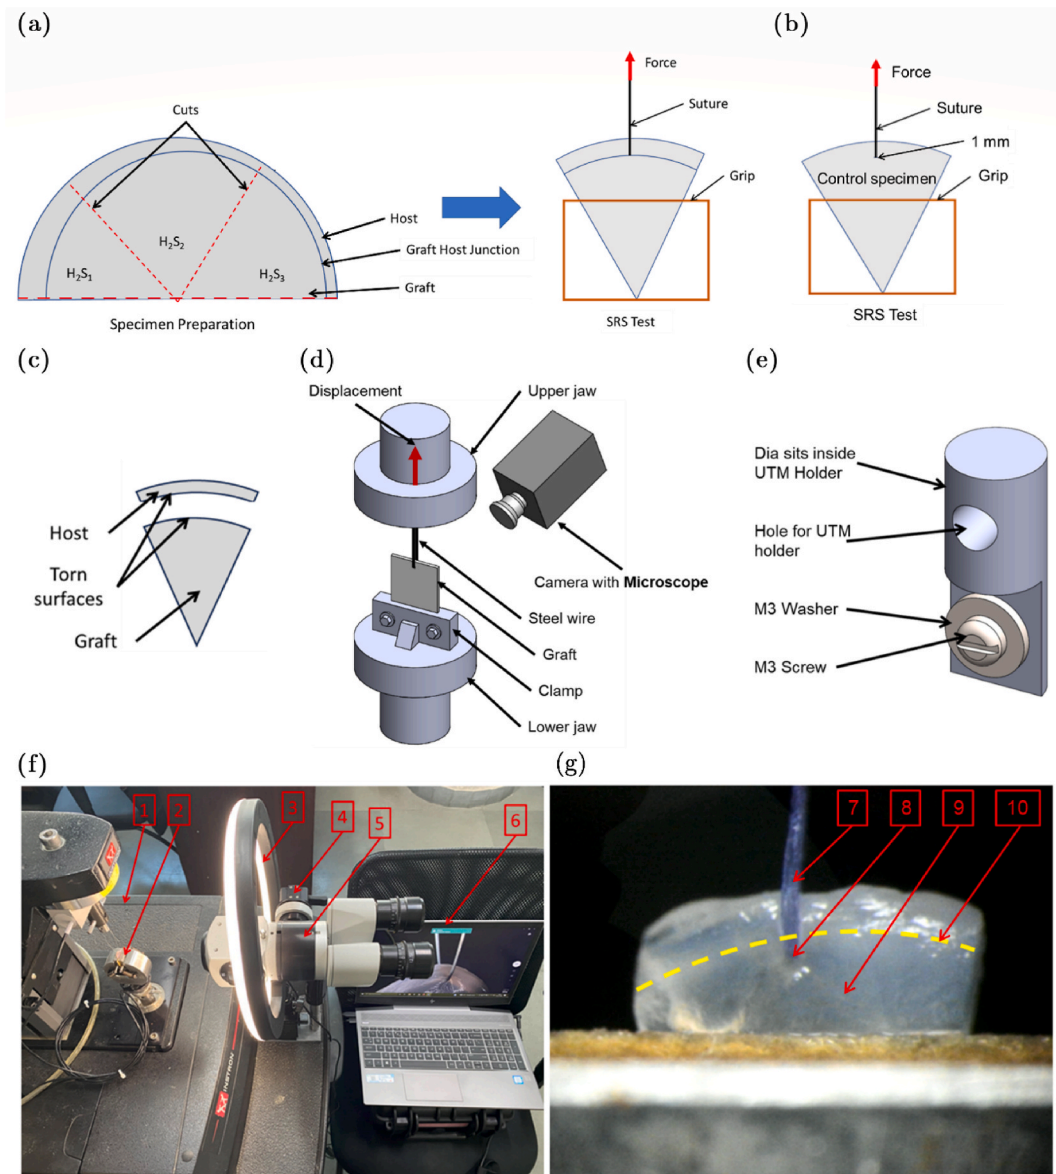 (a)
Cuts
H2S1
H2S2
H2S3
Host
Graft Host Junction
Graft
Specimen Preparation
Force
Suture
Grip
SRS Test
(b)
Force
Suture
1 mm
Control specimen
Grip
SRS Test
(c)
Host
Torn
surfaces
Graft
(d)
Displacement
Upper jaw
Camera with Microscope
Steel wire
Graft
Clamp
Lower jaw
(e)
Dia sits inside
UTM Holder
Hole for UTM
holder
M3 Washer
M3 Screw
(f)
1
2
3
4
5
6
INSTRON
(g)
7
8
9
10